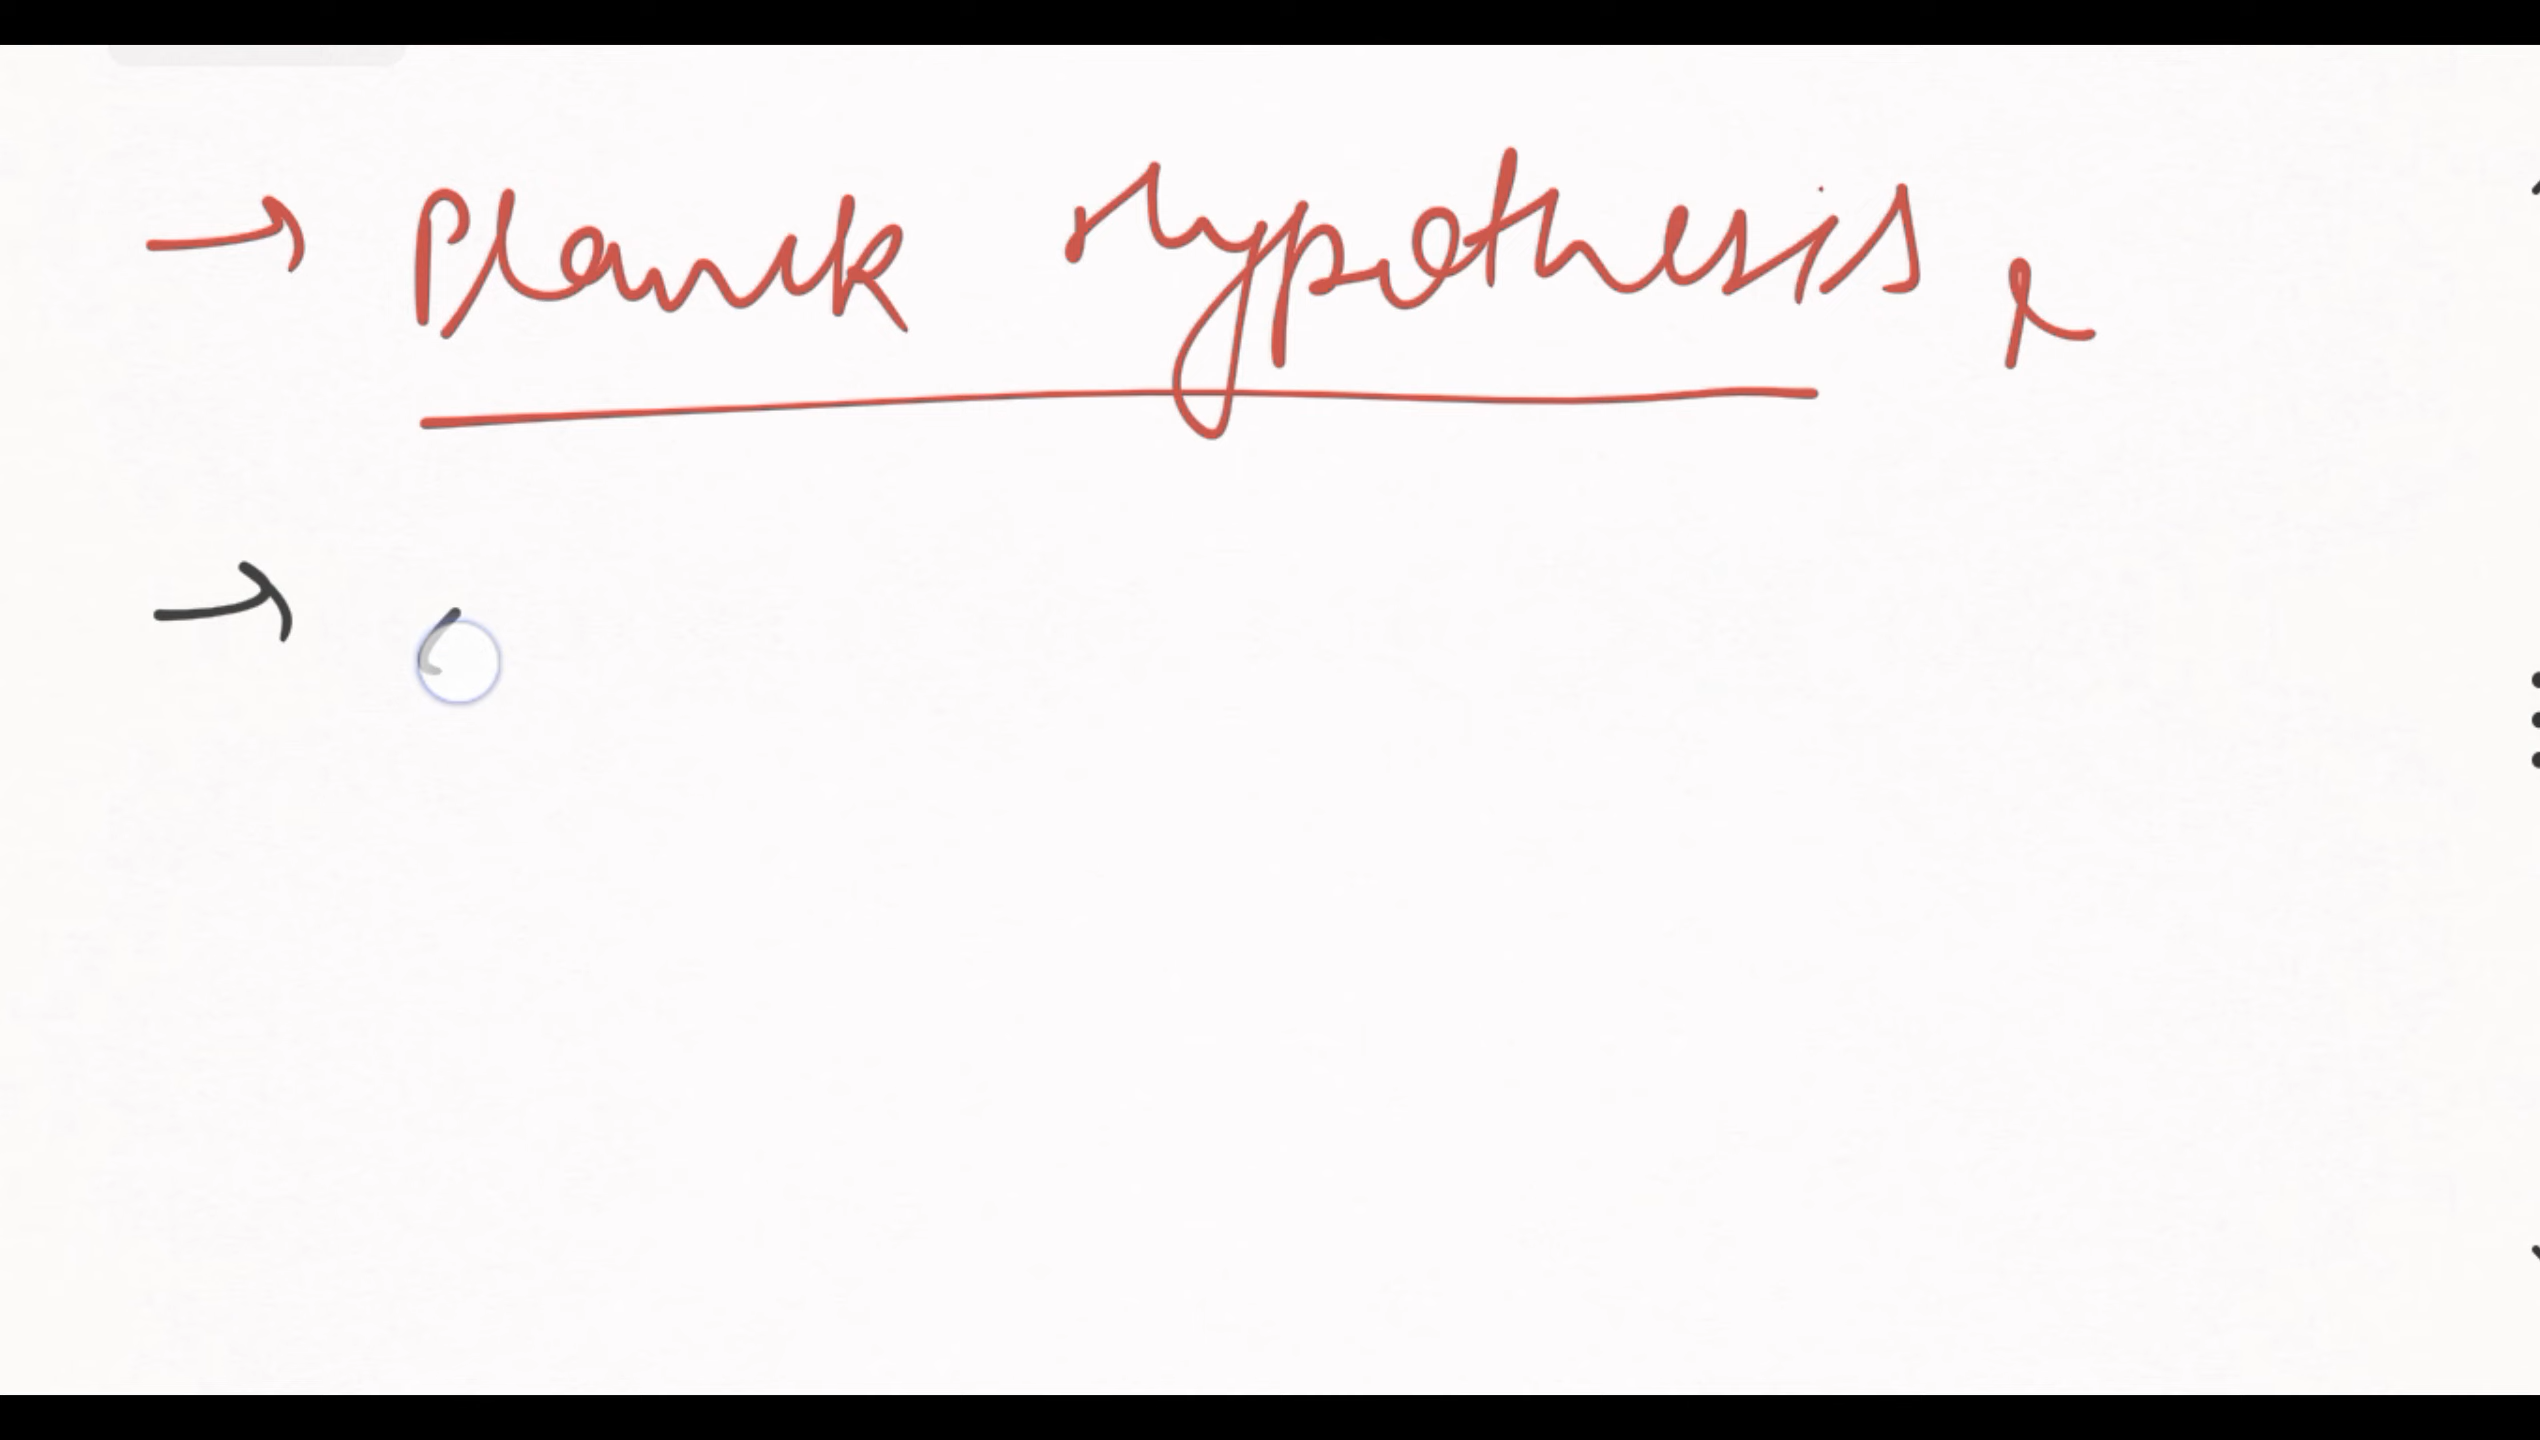 → Planck Hypothesis,
→